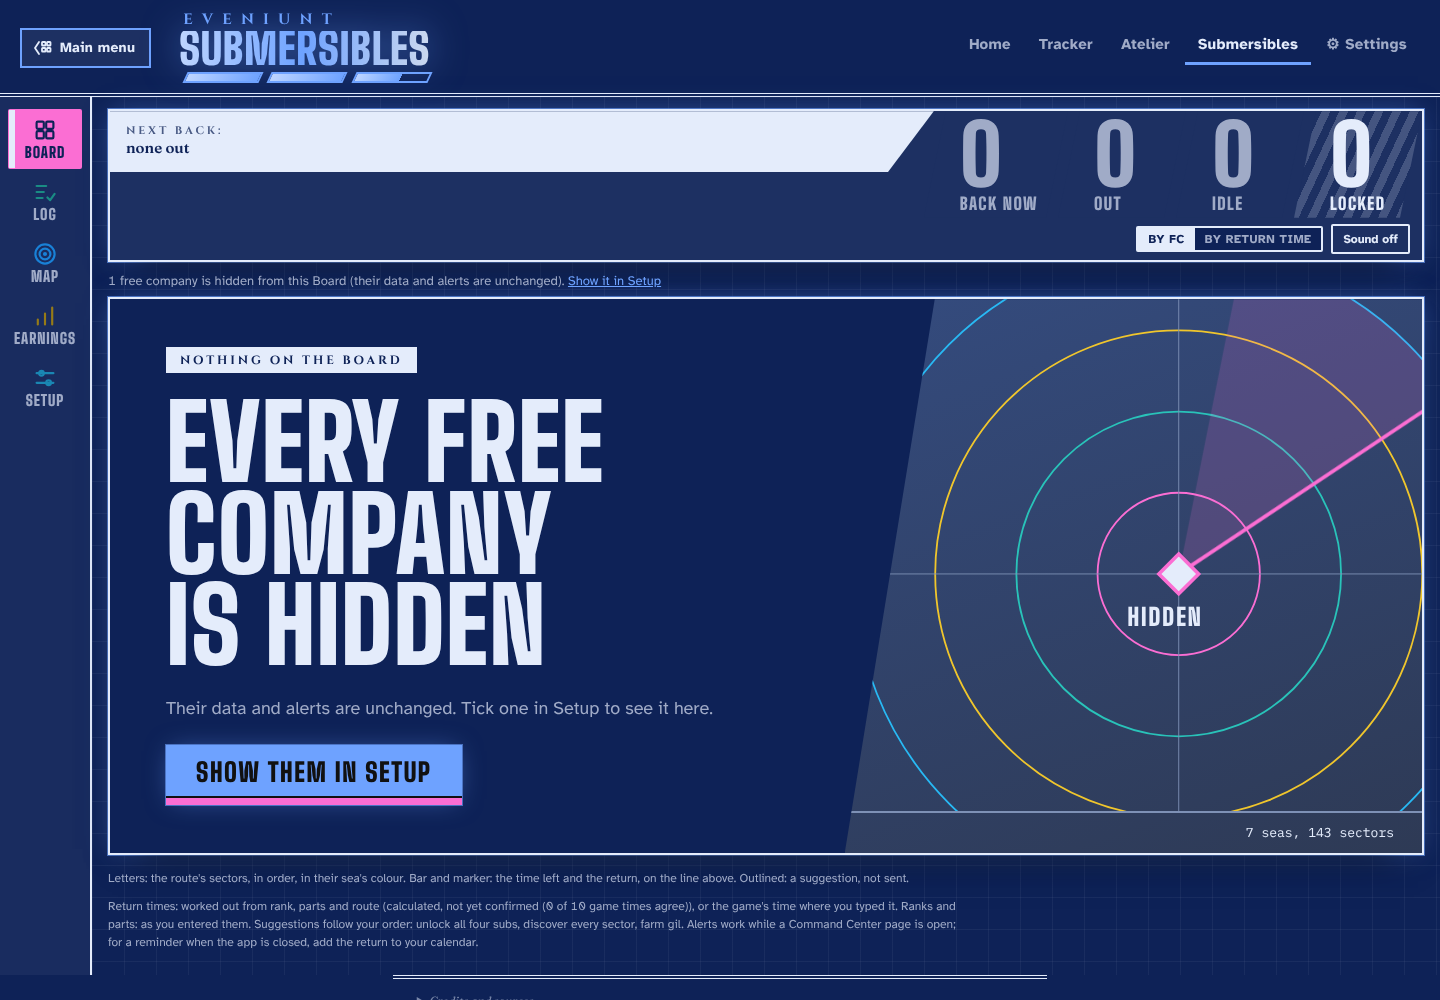 Main menu
EVENIUNT
SUBMERSIBLES
Home
Tracker
Atelier
Submersibles
⚙ Settings
BOARD
LOG
MAP
EARNINGS
SETUP
NEXT BACK:
none out
0
BACK NOW
0
OUT
0
IDLE
0
LOCKED
BY FC
BY RETURN TIME
Sound off
1 free company is hidden from this Board (their data and alerts are unchanged). Show it in Setup
NOTHING ON THE BOARD
EVERY FREE
COMPANY
IS HIDDEN
Their data and alerts are unchanged. Tick one in Setup to see it here.
SHOW THEM IN SETUP
HIDDEN
7 seas, 143 sectors
Letters: the route's sectors, in order, in their sea's colour. Bar and marker: the time left and the return, on the line above. Outlined: a suggestion, not sent.
Return times: worked out from rank, parts and route (calculated, not yet confirmed (0 of 10 game times agree)), or the game's time where you typed it. Ranks and
parts: as you entered them. Suggestions follow your order: unlock all four subs, discover every sector, farm gil. Alerts work while a Command Center page is open;
for a reminder when the app is closed, add the return to your calendar.